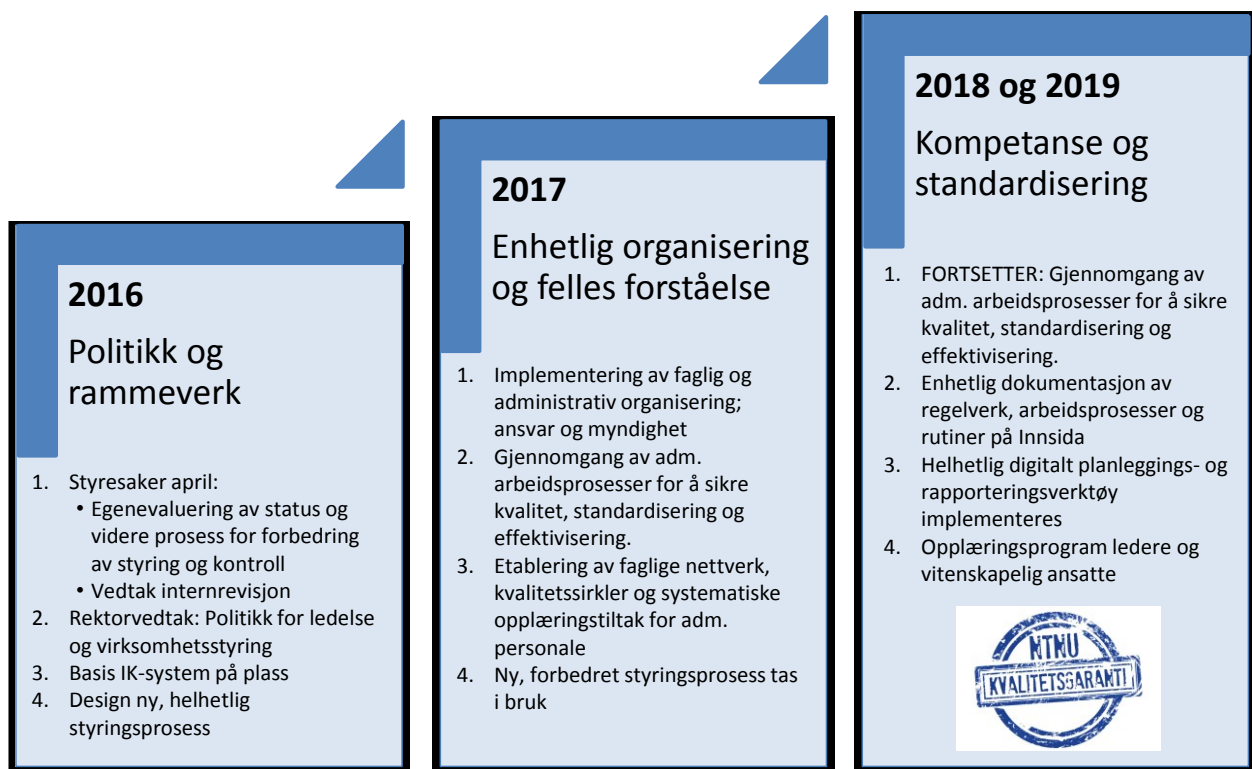 2016
Politikk og
rammeverk
1. Styresaker april:
• Egenevaluering av status og
videre prosess for forbedring
av styring og kontroll
• Vedtak internrevisjon
2. Rektorvedtak: Politikk for ledelse
og virksomhetsstyring
3. Basis IK-system på plass
4. Design ny, helhetlig
styringsprosess
2017
Enhetlig organisering
og felles forståelse
1. Implementering av faglig og
administrativ organisering;
ansvar og myndighet
2. Gjennomgang av adm.
arbeidsprosesser for å sikre
kvalitet, standardisering og
effektivisering.
3. Etablering av faglige nettverk,
kvalitetssirkler og systematiske
opplæringstiltak for adm.
personale
4. Ny, forbedret styringsprosess tas
i bruk
2018 og 2019
Kompetanse og
standardisering
1. FORTSETTER: Gjennomgang av
adm. arbeidsprosesser for å sikre
kvalitet, standardisering og
effektivisering.
2. Enhetlig dokumentasjon av
regelverk, arbeidsprosesser og
rutiner på Innsida
3. Helhetlig digitalt planleggings- og
rapporteringsverktøy
implementeres
4. Opplæringsprogram ledere og
vitenskapelig ansatte
NTNU
KVALITETSGARANTI